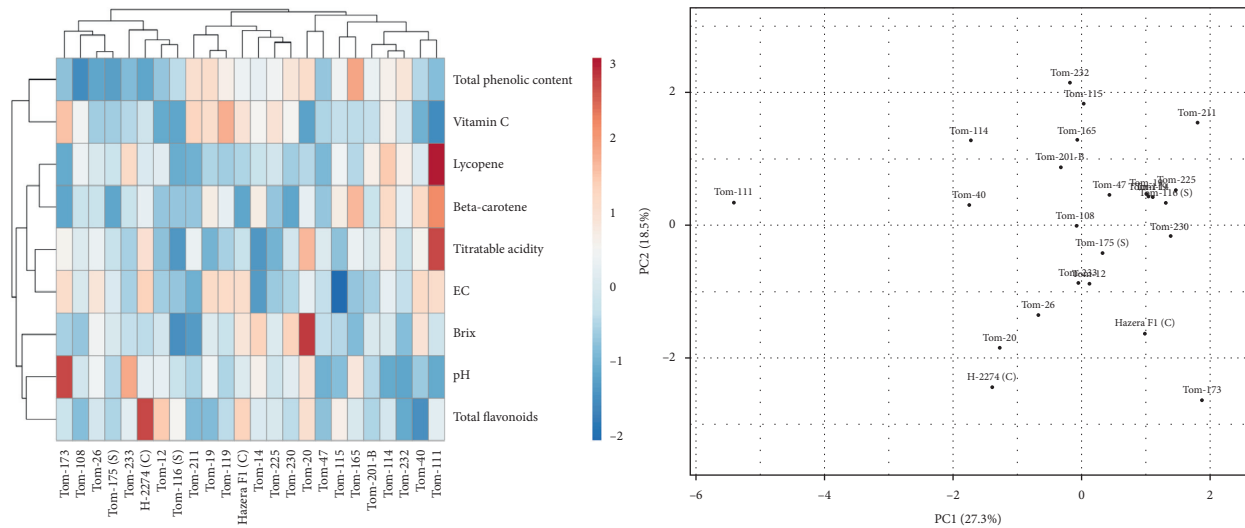 Total phenolic content
Vitamin C
Lycopene
Beta-carotene
Titratable acidity
EC
Brix
pH
Total flavonoids
3
2
1
0
−1
−2
Tom-173
Tom-108
Tom-26
Tom-175 (S)
Tom-233
H-2274 (C)
Tom-12
Tom-116 (S)
Tom-211
Tom-19
Tom-119
Hazera F1 (C)
Tom-14
Tom-225
Tom-230
Tom-20
Tom-47
Tom-115
Tom-165
Tom-201-B
Tom-114
Tom-232
Tom-40
Tom-111
PC2 (18.5%)
2
0
−2
Tom-232
Tom-115
Tom-211
Tom-114
Tom-165
Tom-201-B
Tom-111
Tom-40
Tom-47
Tom-225
Tom-116 (S)
Tom-108
Tom-230
Tom-175 (S)
Tom-233
Tom-12
Tom-26
Hazera F1 (C)
Tom-20
H-2274 (C)
Tom-173
−6
−4
−2
0
2
PC1 (27.3%)